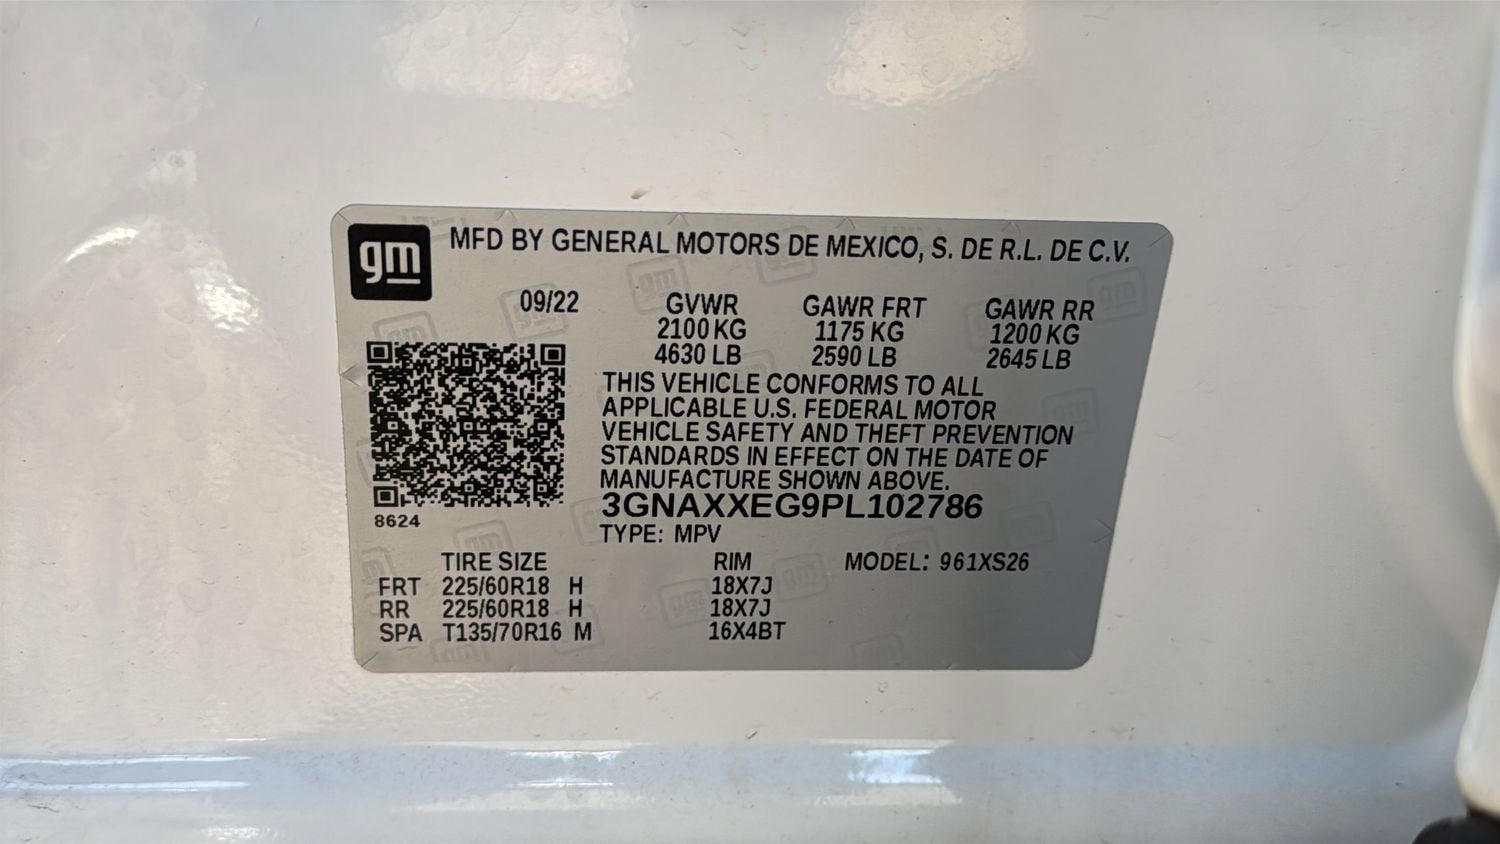 gm MFD BY GENERAL MOTORS DE MEXICO, S. DE R.L. DE C.V.
09/22 GVWR GAWR FRT GAWR RR
2100 KG 1175 KG 1200 KG
4630 LB 2590 LB 2645 LB
THIS VEHICLE CONFORMS TO ALL
APPLICABLE U.S. FEDERAL MOTOR
VEHICLE SAFETY AND THEFT PREVENTION
STANDARDS IN EFFECT ON THE DATE OF
MANUFACTURE SHOWN ABOVE.
3GNAXXEG9PL102786
8624
TYPE: MPV
TIRE SIZE RIM MODEL: 961XS26
FRT 225/60R18 H 18X7J
RR 225/60R18 H 18X7J
SPA T135/70R16 M 16X4BT